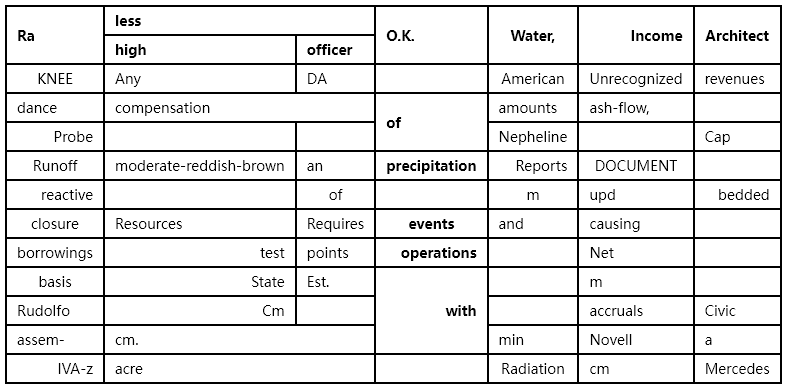 Ra less O.K. Water, Income Architect
high officer
KNEE Any DA American Unrecognized revenues
dance compensation of amounts ash-flow,
Probe Nepheline Cap
Runoff moderate-reddish-brown an precipitation Reports DOCUMENT
reactive of m upd bedded
closure Resources Requires events and causing
borrowings test points operations Net
basis State Est. with m
Rudolfo Cm accruals Civic
assem- cm. min Novell a
IVA-z acre Radiation cm Mercedes